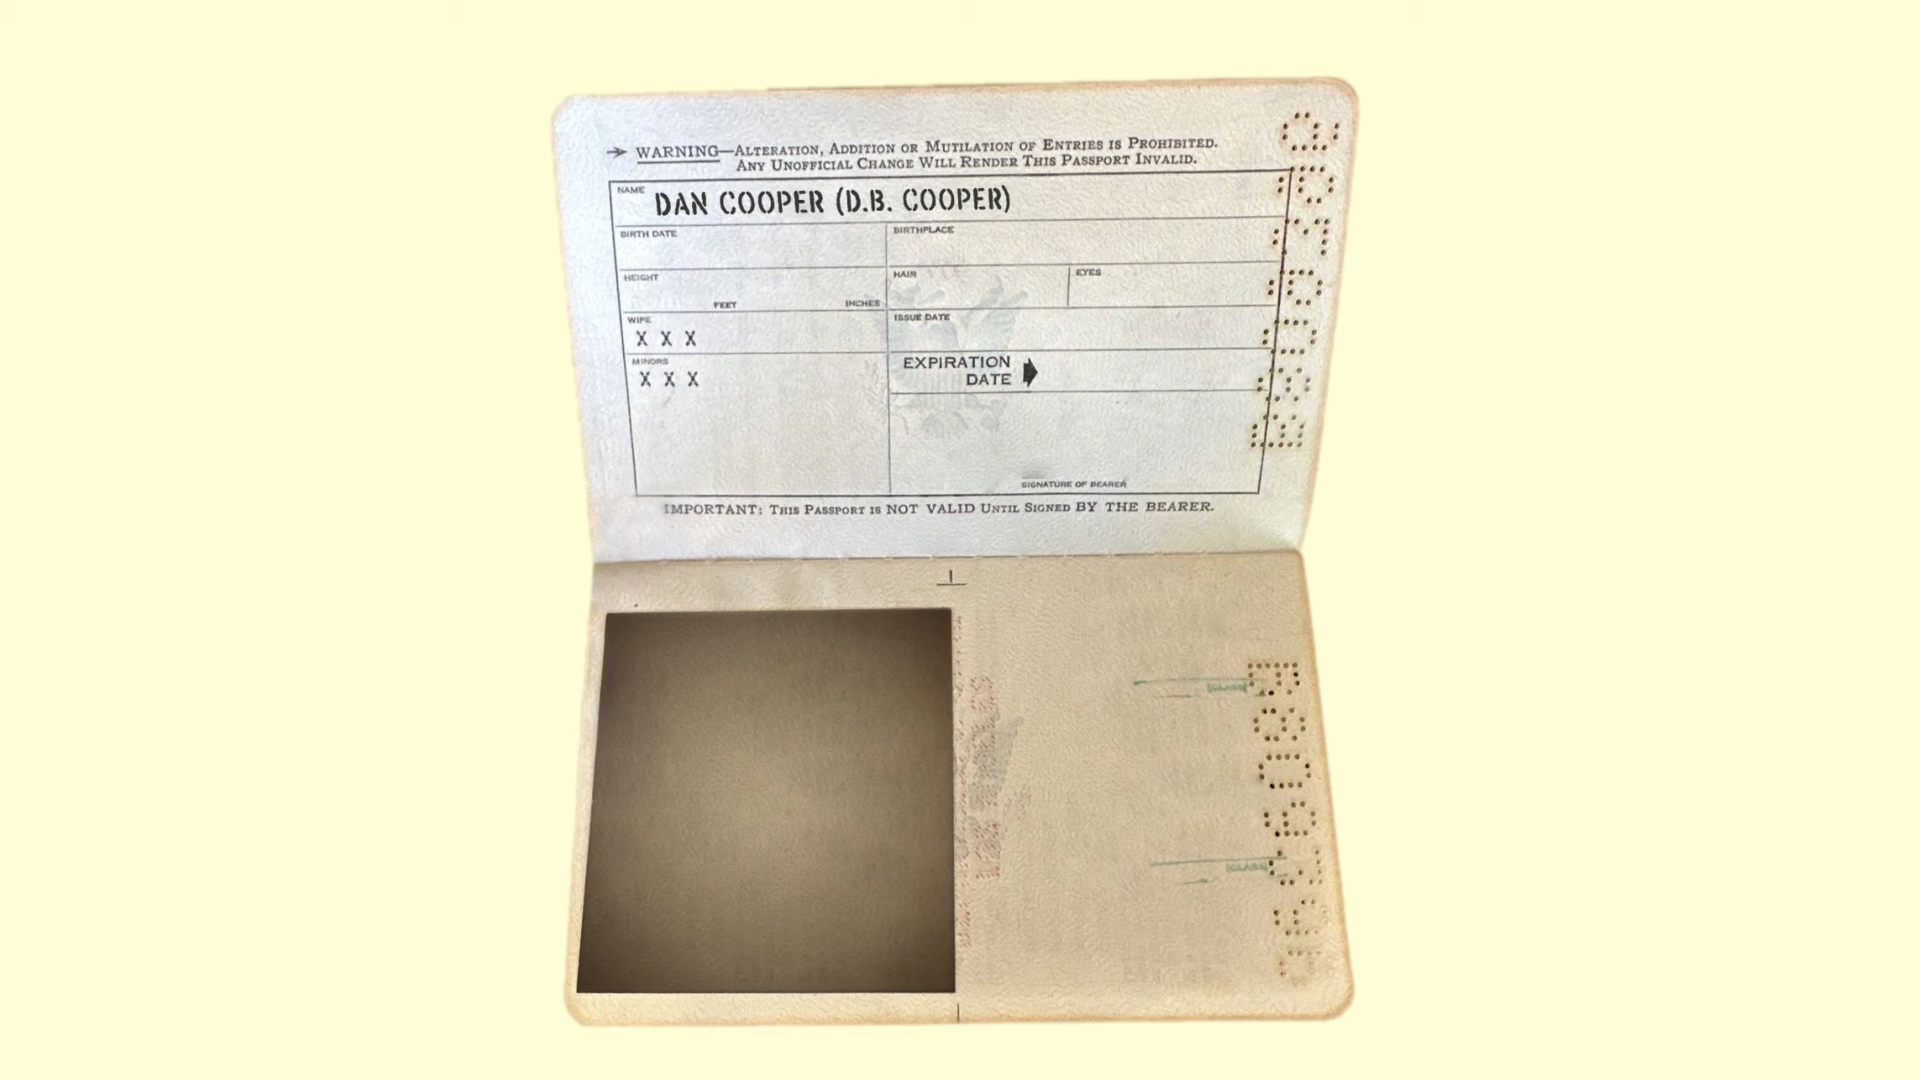 WARNING—ALTERATION, ADDITION OR MUTILATION OF ENTRIES IS PROHIBITED.
ANY UNOFFICIAL CHANGE WILL RENDER THIS PASSPORT INVALID.
NAME
DAN COOPER (D.B. COOPER)
BIRTH DATE
BIRTHPLACE
HEIGHT
FEET
INCHES
HAIR
EYES
WIFE
X X X
ISSUE DATE
MINORS
X X X
EXPIRATION
DATE
SIGNATURE OF BEARER
IMPORTANT: THIS PASSPORT IS NOT VALID UNTIL SIGNED BY THE BEARER.